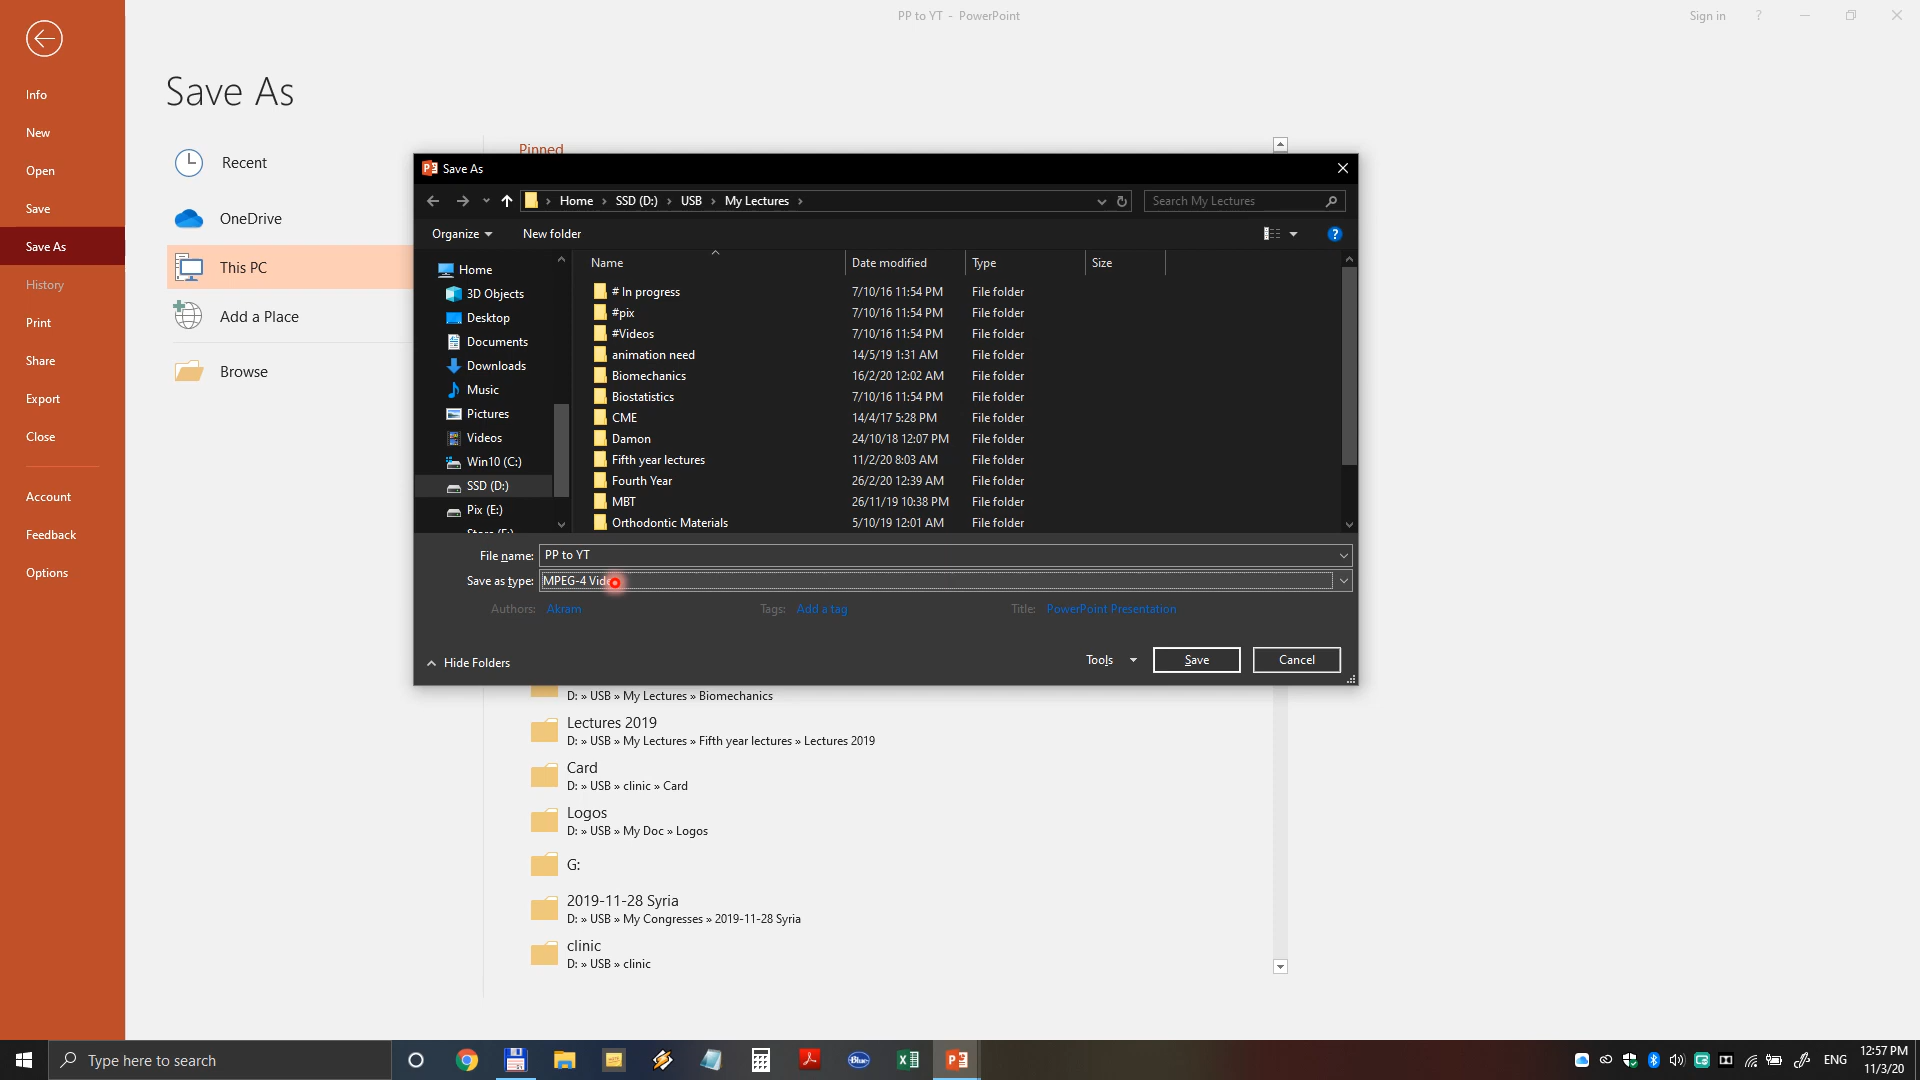 PP to YT - PowerPoint
Sign in
?
Info
New
Open
Save
Save As
History
Print
Share
Export
Close
Account
Feedback
Options
Save As
Recent
OneDrive
This PC
Add a Place
Browse
Pinned
Save As
Home › SSD (D:) › USB › My Lectures ›
Search My Lectures
Organize
New folder
?
Home
3D Objects
Desktop
Documents
Downloads
Music
Pictures
Videos
Win10 (C:)
SSD (D:)
Pix (E:)
Name Date modified Type Size
# In progress 7/10/16 11:54 PM File folder
#pix 7/10/16 11:54 PM File folder
#Videos 7/10/16 11:54 PM File folder
animation need 14/5/19 1:31 AM File folder
Biomechanics 16/2/20 12:02 AM File folder
Biostatistics 7/10/16 11:54 PM File folder
CME 14/4/17 5:28 PM File folder
Damon 24/10/18 12:07 PM File folder
Fifth year lectures 11/2/20 8:03 AM File folder
Fourth Year 26/2/20 12:39 AM File folder
MBT 26/11/19 10:38 PM File folder
Orthodontic Materials 5/10/19 12:01 AM File folder
File name: PP to YT
Save as type: MPEG-4 Video
Authors: Akram Tags: Add a tag Title: PowerPoint Presentation
Hide Folders
Tools
Save
Cancel
D: » USB » My Lectures » Biomechanics
Lectures 2019
D: » USB » My Lectures » Fifth year lectures » Lectures 2019
Card
D: » USB » clinic » Card
Logos
D: » USB » My Doc » Logos
G:
2019-11-28 Syria
D: » USB » My Congresses » 2019-11-28 Syria
clinic
D: » USB » clinic
Type here to search
Blue
ENG
12:57 PM
11/3/20